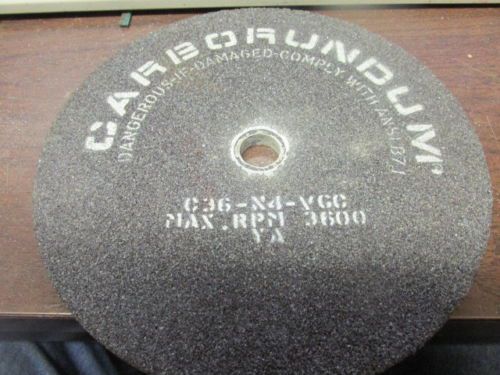 CARBORUNDUM
DANGEROUS-IF-DAMAGED-COMPLY WITH ANSI B7.1
C36-N4-VGC
MAX.RPM 3600
YA